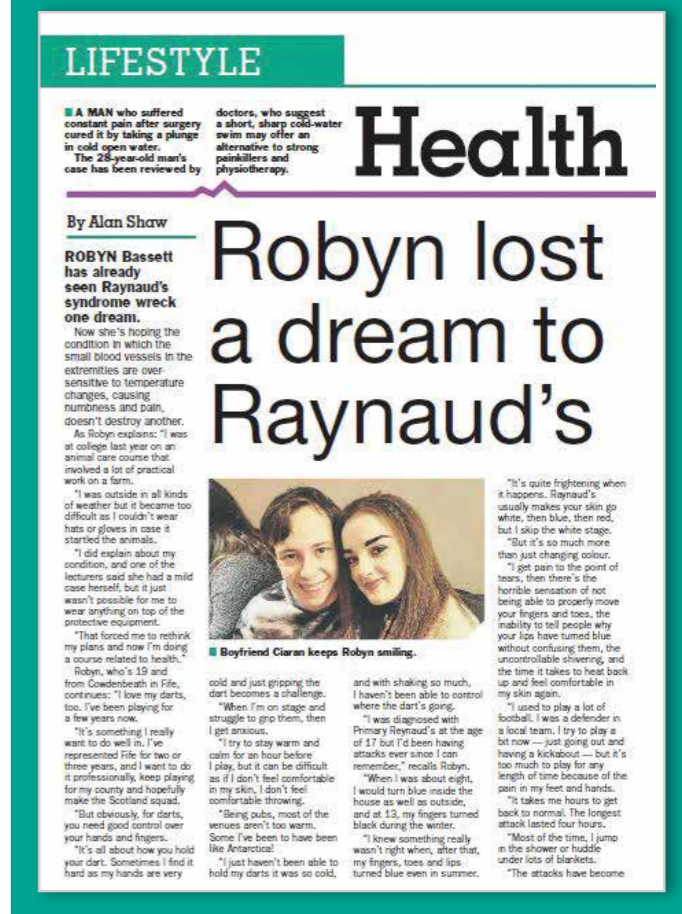 LIFESTYLE
A MAN who suffered
constant pain after surgery
cured it by taking a plunge
in cold open water.
The 28-year-old man's
case has been reviewed by
doctors, who suggest
a short, sharp cold-water
swim may offer an
alternative to strong
painkillers and
physiotherapy.
Health
By Alan Shaw
Robyn lost
a dream to
Raynaud's
ROBYN Bassett
has already
seen Raynaud's
syndrome wreck
one dream.
Now she's hoping the
condition in which the
small blood vessels in the
extremities are over-
sensitive to temperature
changes, causing
numbness and pain,
doesn't destroy another.
As Robyn explains: "I was
at college last year on an
animal care course that
involved a lot of practical
work on a farm.
"I was outside in all kinds
of weather but it became too
difficult as I couldn't wear
hats or gloves in case it
startled the animals.
"I did explain about my
condition, and one of the
lecturers said she had a mild
case herself, but it just
wasn't possible for me to
wear anything on top of the
protective equipment.
"That forced me to rethink
my plans and now I'm doing
a course related to health."
Robyn, who's 19 and
from Cowdenbeath in Fife,
continues: "I love my darts,
too. I've been playing for
a few years now.
"It's something I really
want to do well in. I've
represented Fife for two or
three years, and I want to do
it professionally, keep playing
for my county and hopefully
make the Scotland squad.
"But obviously, for darts,
you need good control over
your hands and fingers.
"It's all about how you hold
your dart. Sometimes I find it
hard as my hands are very
Boyfriend Ciaran keeps Robyn smiling.
cold and just gripping the
dart becomes a challenge.
"When I'm on stage and
struggle to grip them, then
I get anxious.
"I try to stay warm and
calm for an hour before
I play, but it can be difficult
as if I don't feel comfortable
in my skin, I don't feel
comfortable throwing.
"Being pubs, most of the
venues aren't too warm.
Some I've been to have been
like Antarctica!
"I just haven't been able to
hold my darts it was so cold,
and with shaking so much,
I haven't been able to control
where the dart's going.
"I was diagnosed with
Primary Raynaud's at the age
of 17 but I'd been having
attacks ever since I can
remember," recalls Robyn.
"When I was about eight,
I would turn blue inside the
house as well as outside,
and at 13, my fingers turned
black during the winter.
"I knew something really
wasn't right when, after that,
my fingers, toes and lips
turned blue even in summer.
"It's quite frightening when
it happens. Raynaud's
usually makes your skin go
white, then blue, then red,
but I skip the white stage.
"But it's so much more
than just changing colour.
"I get pain to the point of
tears, then there's the
horrible sensation of not
being able to properly move
your fingers and toes, the
inability to tell people why
your lips have turned blue
without confusing them, the
uncontrollable shivering, and
the time it takes to heat back
up and feel comfortable in
my skin again.
"I used to play a lot of
football. I was a defender in
a local team. I try to play a
bit now — just going out and
having a kickabout — but it's
too much to play for any
length of time because of the
pain in my feet and hands.
"It takes me hours to get
back to normal. The longest
attack lasted four hours.
"Most of the time, I jump
in the shower or huddle
under lots of blankets.
"The attacks have become